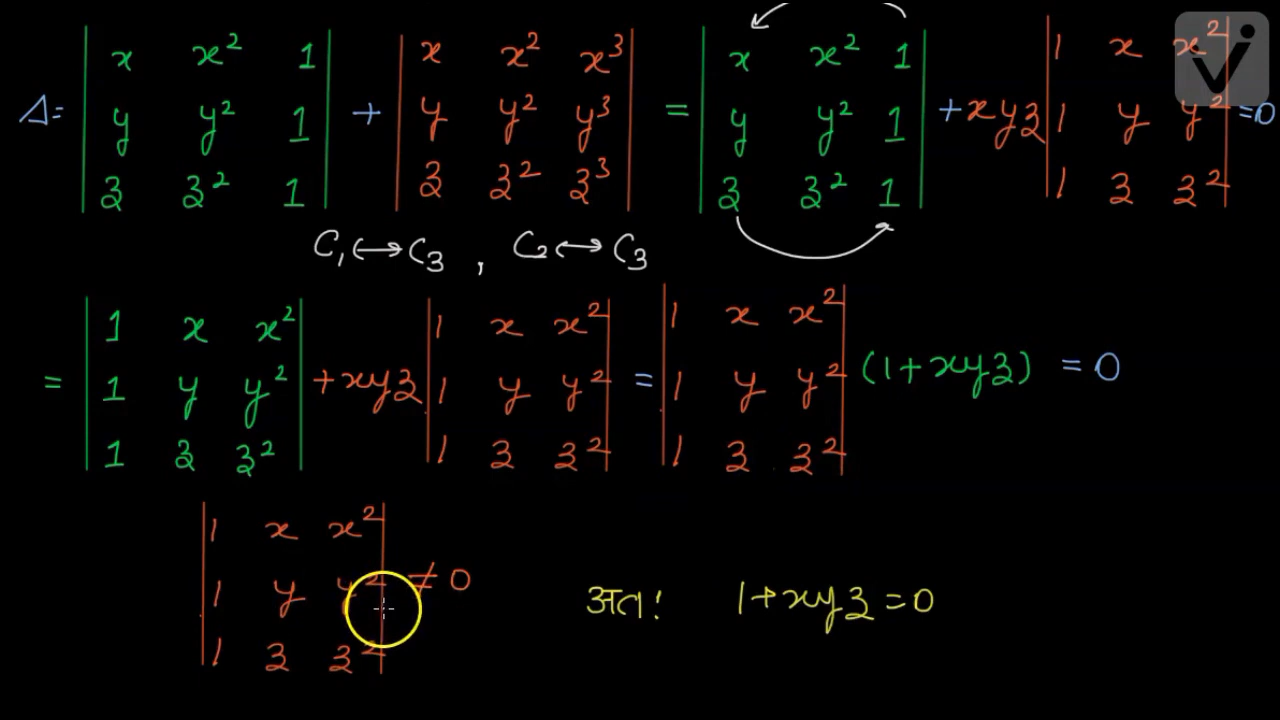 Δ = | x x² 1 | + | x x² x³ | = | x x² 1 | + xyz | 1 x x² | = 0
| y y² 1 | | y y² y³ | | y y² 1 | | 1 y y² |
| z z² 1 | | z z² z³ | | z z² 1 | | 1 z z² |
C₁ ↔ C₃ , C₂ ↔ C₃
= | 1 x x² | + xyz | 1 x x² | = | 1 x x² | (1 + xyz) = 0
| 1 y y² | | 1 y y² | | 1 y y² |
| 1 z z² | | 1 z z² | | 1 z z² |
| 1 x x² |
| 1 y y² | ≠ 0 अतः 1 + xyz = 0
| 1 z z² |